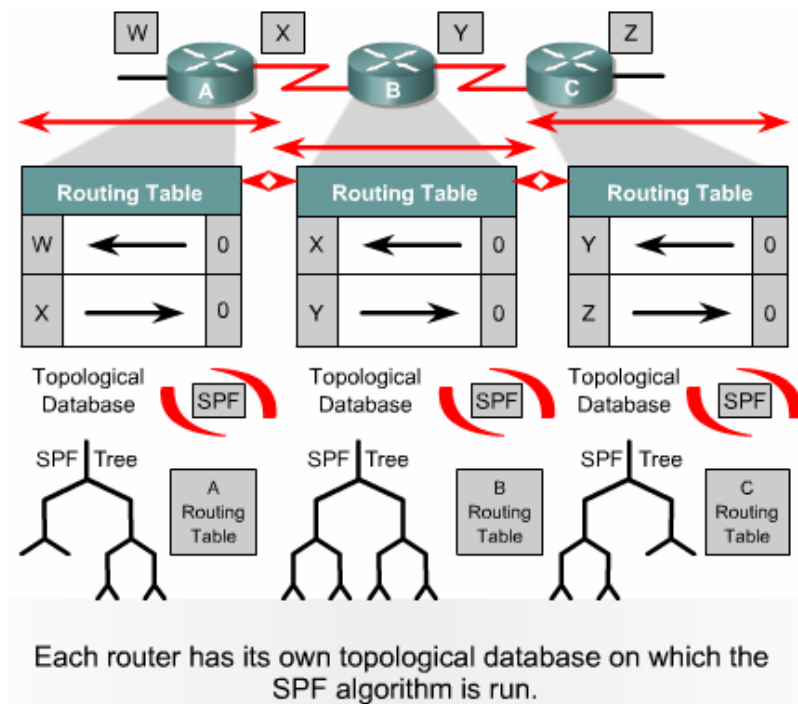 W X Y Z
A B C
Routing Table Routing Table Routing Table
W 0 X 0 Y 0
X 0 Y 0 Z 0
Topological Database SPF Topological Database SPF Topological Database SPF
SPF Tree SPF Tree SPF Tree
A Routing Table B Routing Table C Routing Table
Each router has its own topological database on which the
SPF algorithm is run.